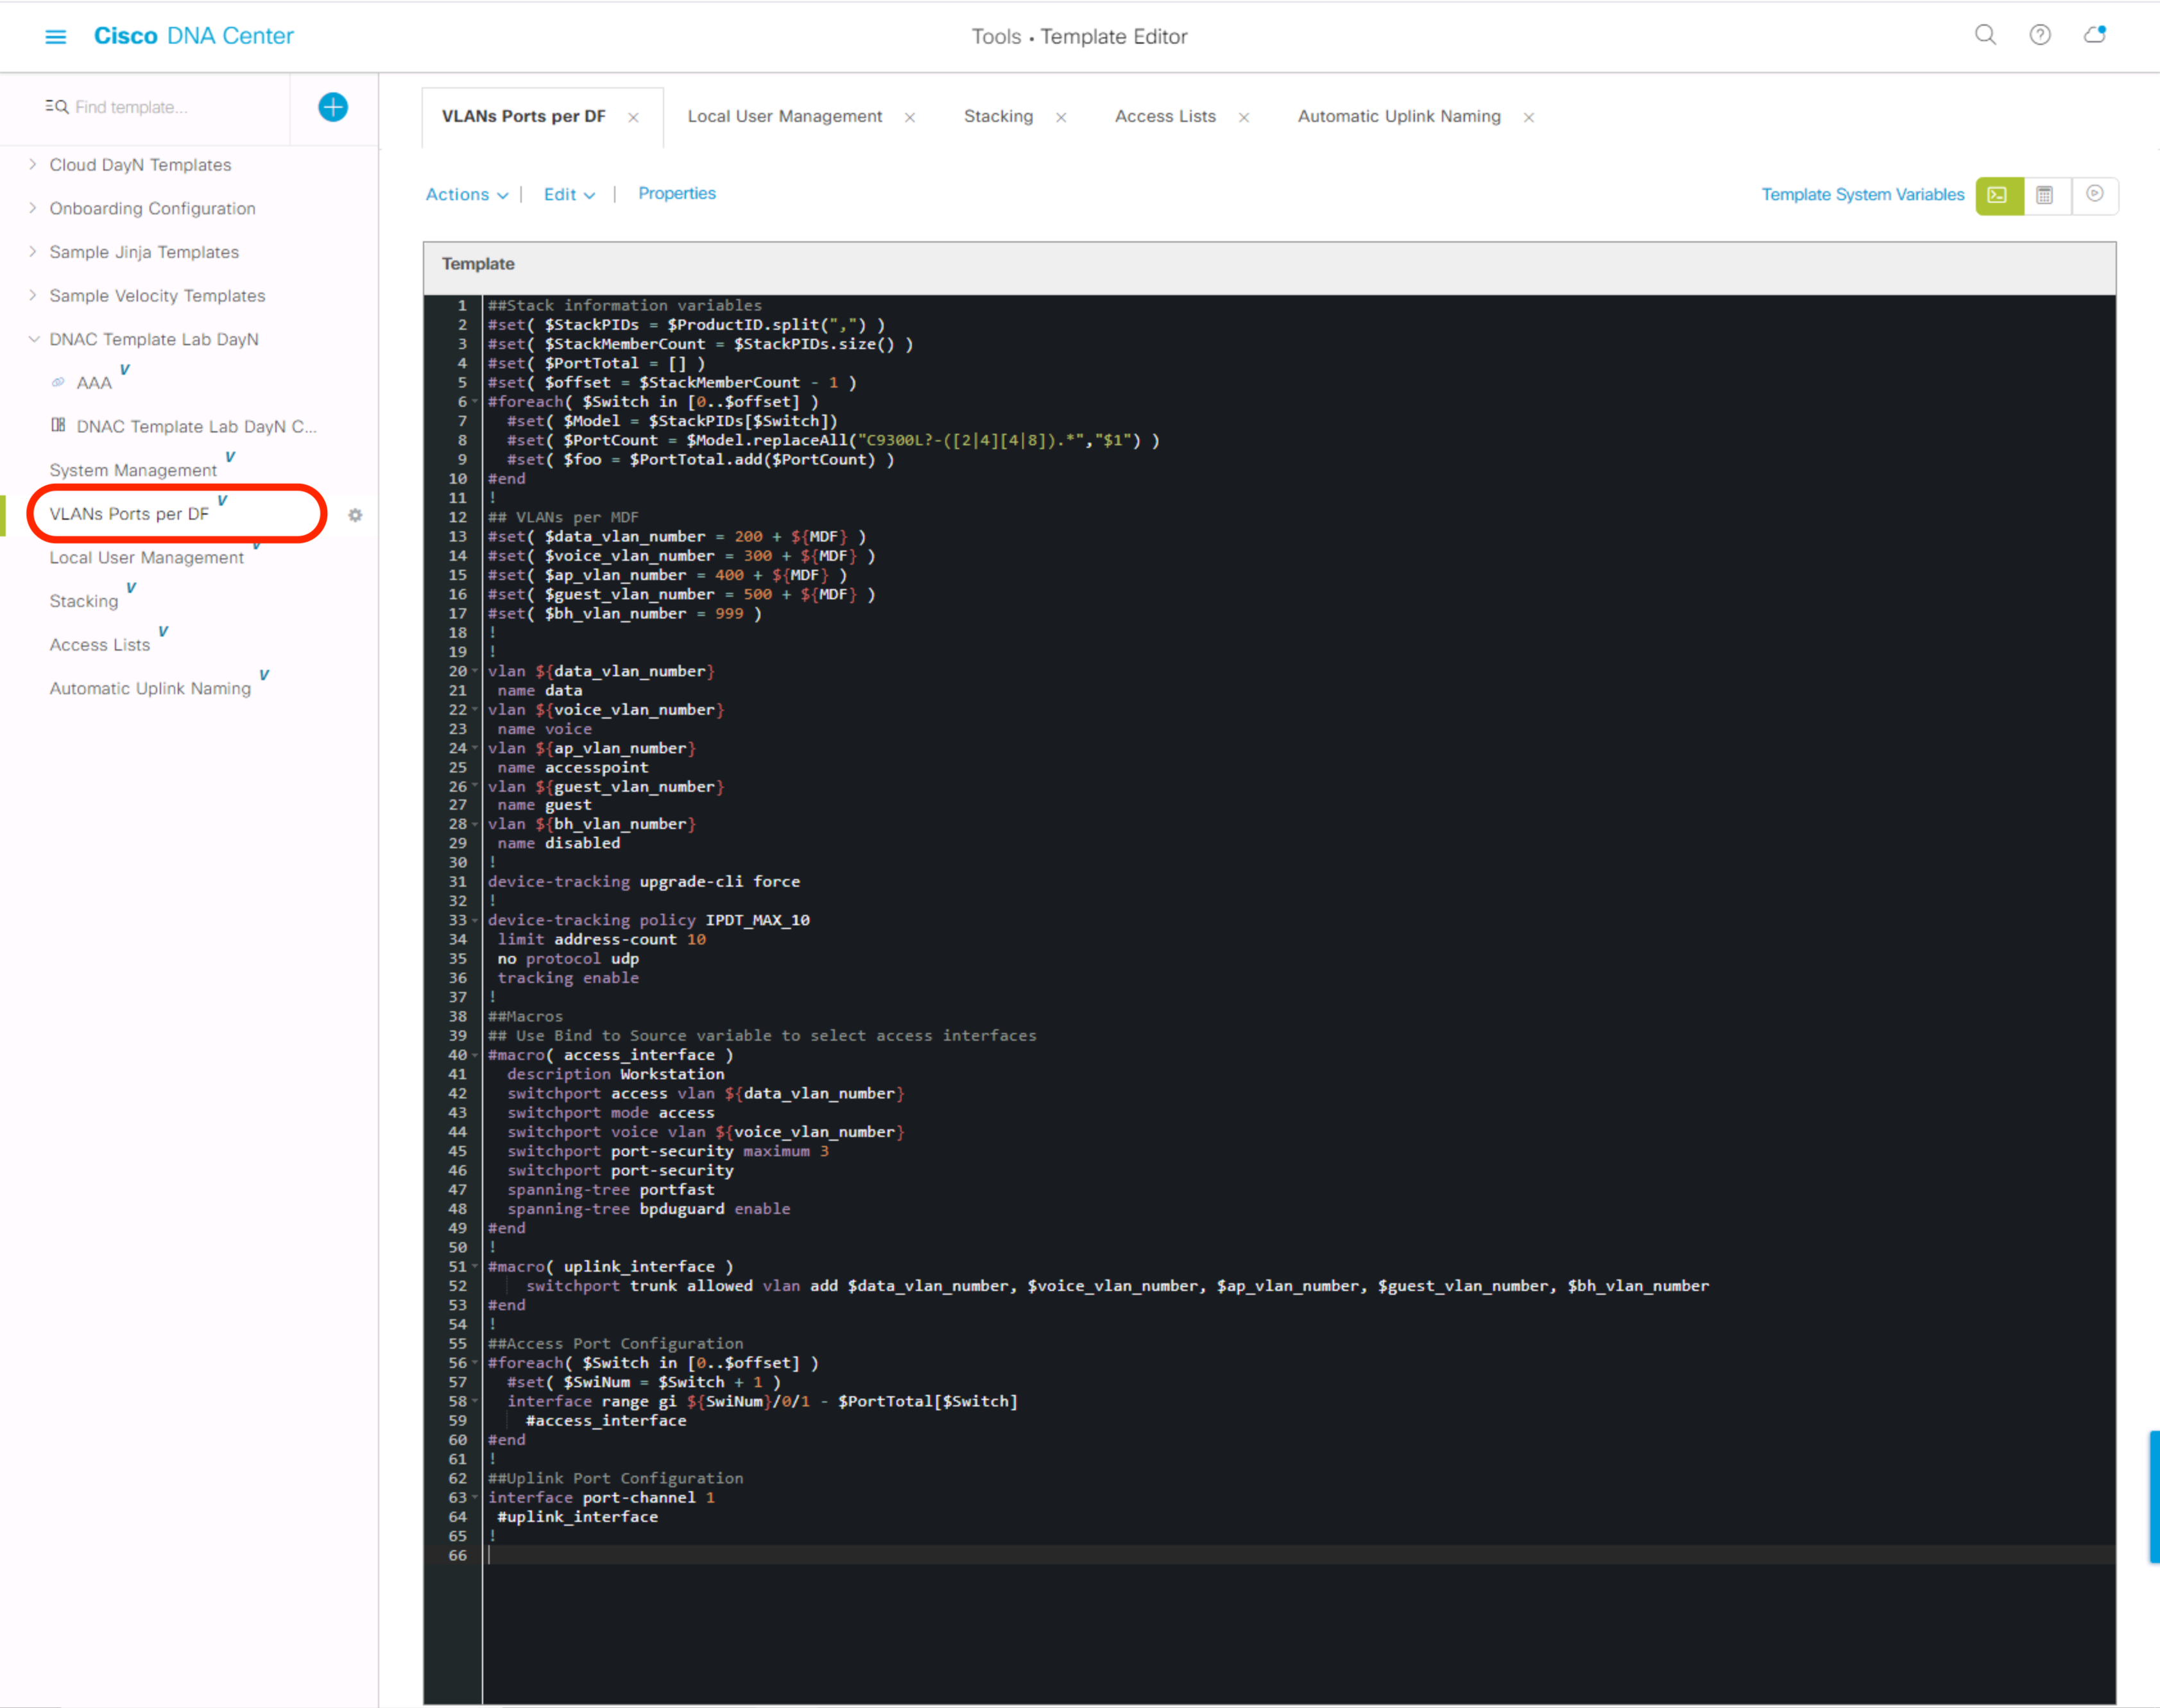 Cisco DNA Center
Tools • Template Editor
Find template...
Cloud DayN Templates
Onboarding Configuration
Sample Jinja Templates
Sample Velocity Templates
DNAC Template Lab DayN
AAA V
DNAC Template Lab DayN C...
System Management V
VLANs Ports per DF V
Local User Management V
Stacking V
Access Lists V
Automatic Uplink Naming V
VLANs Ports per DF × Local User Management × Stacking × Access Lists × Automatic Uplink Naming ×
Actions | Edit | Properties
Template System Variables
Template
1 ##Stack information variables
2 #set( $StackPIDs = $ProductID.split(",") )
3 #set( $StackMemberCount = $StackPIDs.size() )
4 #set( $PortTotal = [] )
5 #set( $offset = $StackMemberCount - 1 )
6 #foreach( $Switch in [0..$offset] )
7   #set( $Model = $StackPIDs[$Switch])
8   #set( $PortCount = $Model.replaceAll("C9300L?-([2|4][4|8]).*","$1") )
9   #set( $foo = $PortTotal.add($PortCount) )
10 #end
11 !
12 ## VLANs per MDF
13 #set( $data_vlan_number = 200 + ${MDF} )
14 #set( $voice_vlan_number = 300 + ${MDF} )
15 #set( $ap_vlan_number = 400 + ${MDF} )
16 #set( $guest_vlan_number = 500 + ${MDF} )
17 #set( $bh_vlan_number = 999 )
18 !
19 !
20 vlan ${data_vlan_number}
21  name data
22 vlan ${voice_vlan_number}
23  name voice
24 vlan ${ap_vlan_number}
25  name accesspoint
26 vlan ${guest_vlan_number}
27  name guest
28 vlan ${bh_vlan_number}
29  name disabled
30 !
31 device-tracking upgrade-cli force
32 !
33 device-tracking policy IPDT_MAX_10
34  limit address-count 10
35  no protocol udp
36  tracking enable
37 !
38 ##Macros
39 ## Use Bind to Source variable to select access interfaces
40 #macro( access_interface )
41   description Workstation
42   switchport access vlan ${data_vlan_number}
43   switchport mode access
44   switchport voice vlan ${voice_vlan_number}
45   switchport port-security maximum 3
46   switchport port-security
47   spanning-tree portfast
48   spanning-tree bpduguard enable
49 #end
50 !
51 #macro( uplink_interface )
52     switchport trunk allowed vlan add $data_vlan_number, $voice_vlan_number, $ap_vlan_number, $guest_vlan_number, $bh_vlan_number
53 #end
54 !
55 ##Access Port Configuration
56 #foreach( $Switch in [0..$offset] )
57   #set( $SwiNum = $Switch + 1 )
58   interface range gi ${SwiNum}/0/1 - $PortTotal[$Switch]
59     #access_interface
60 #end
61 !
62 ##Uplink Port Configuration
63 interface port-channel 1
64  #uplink_interface
65 !
66